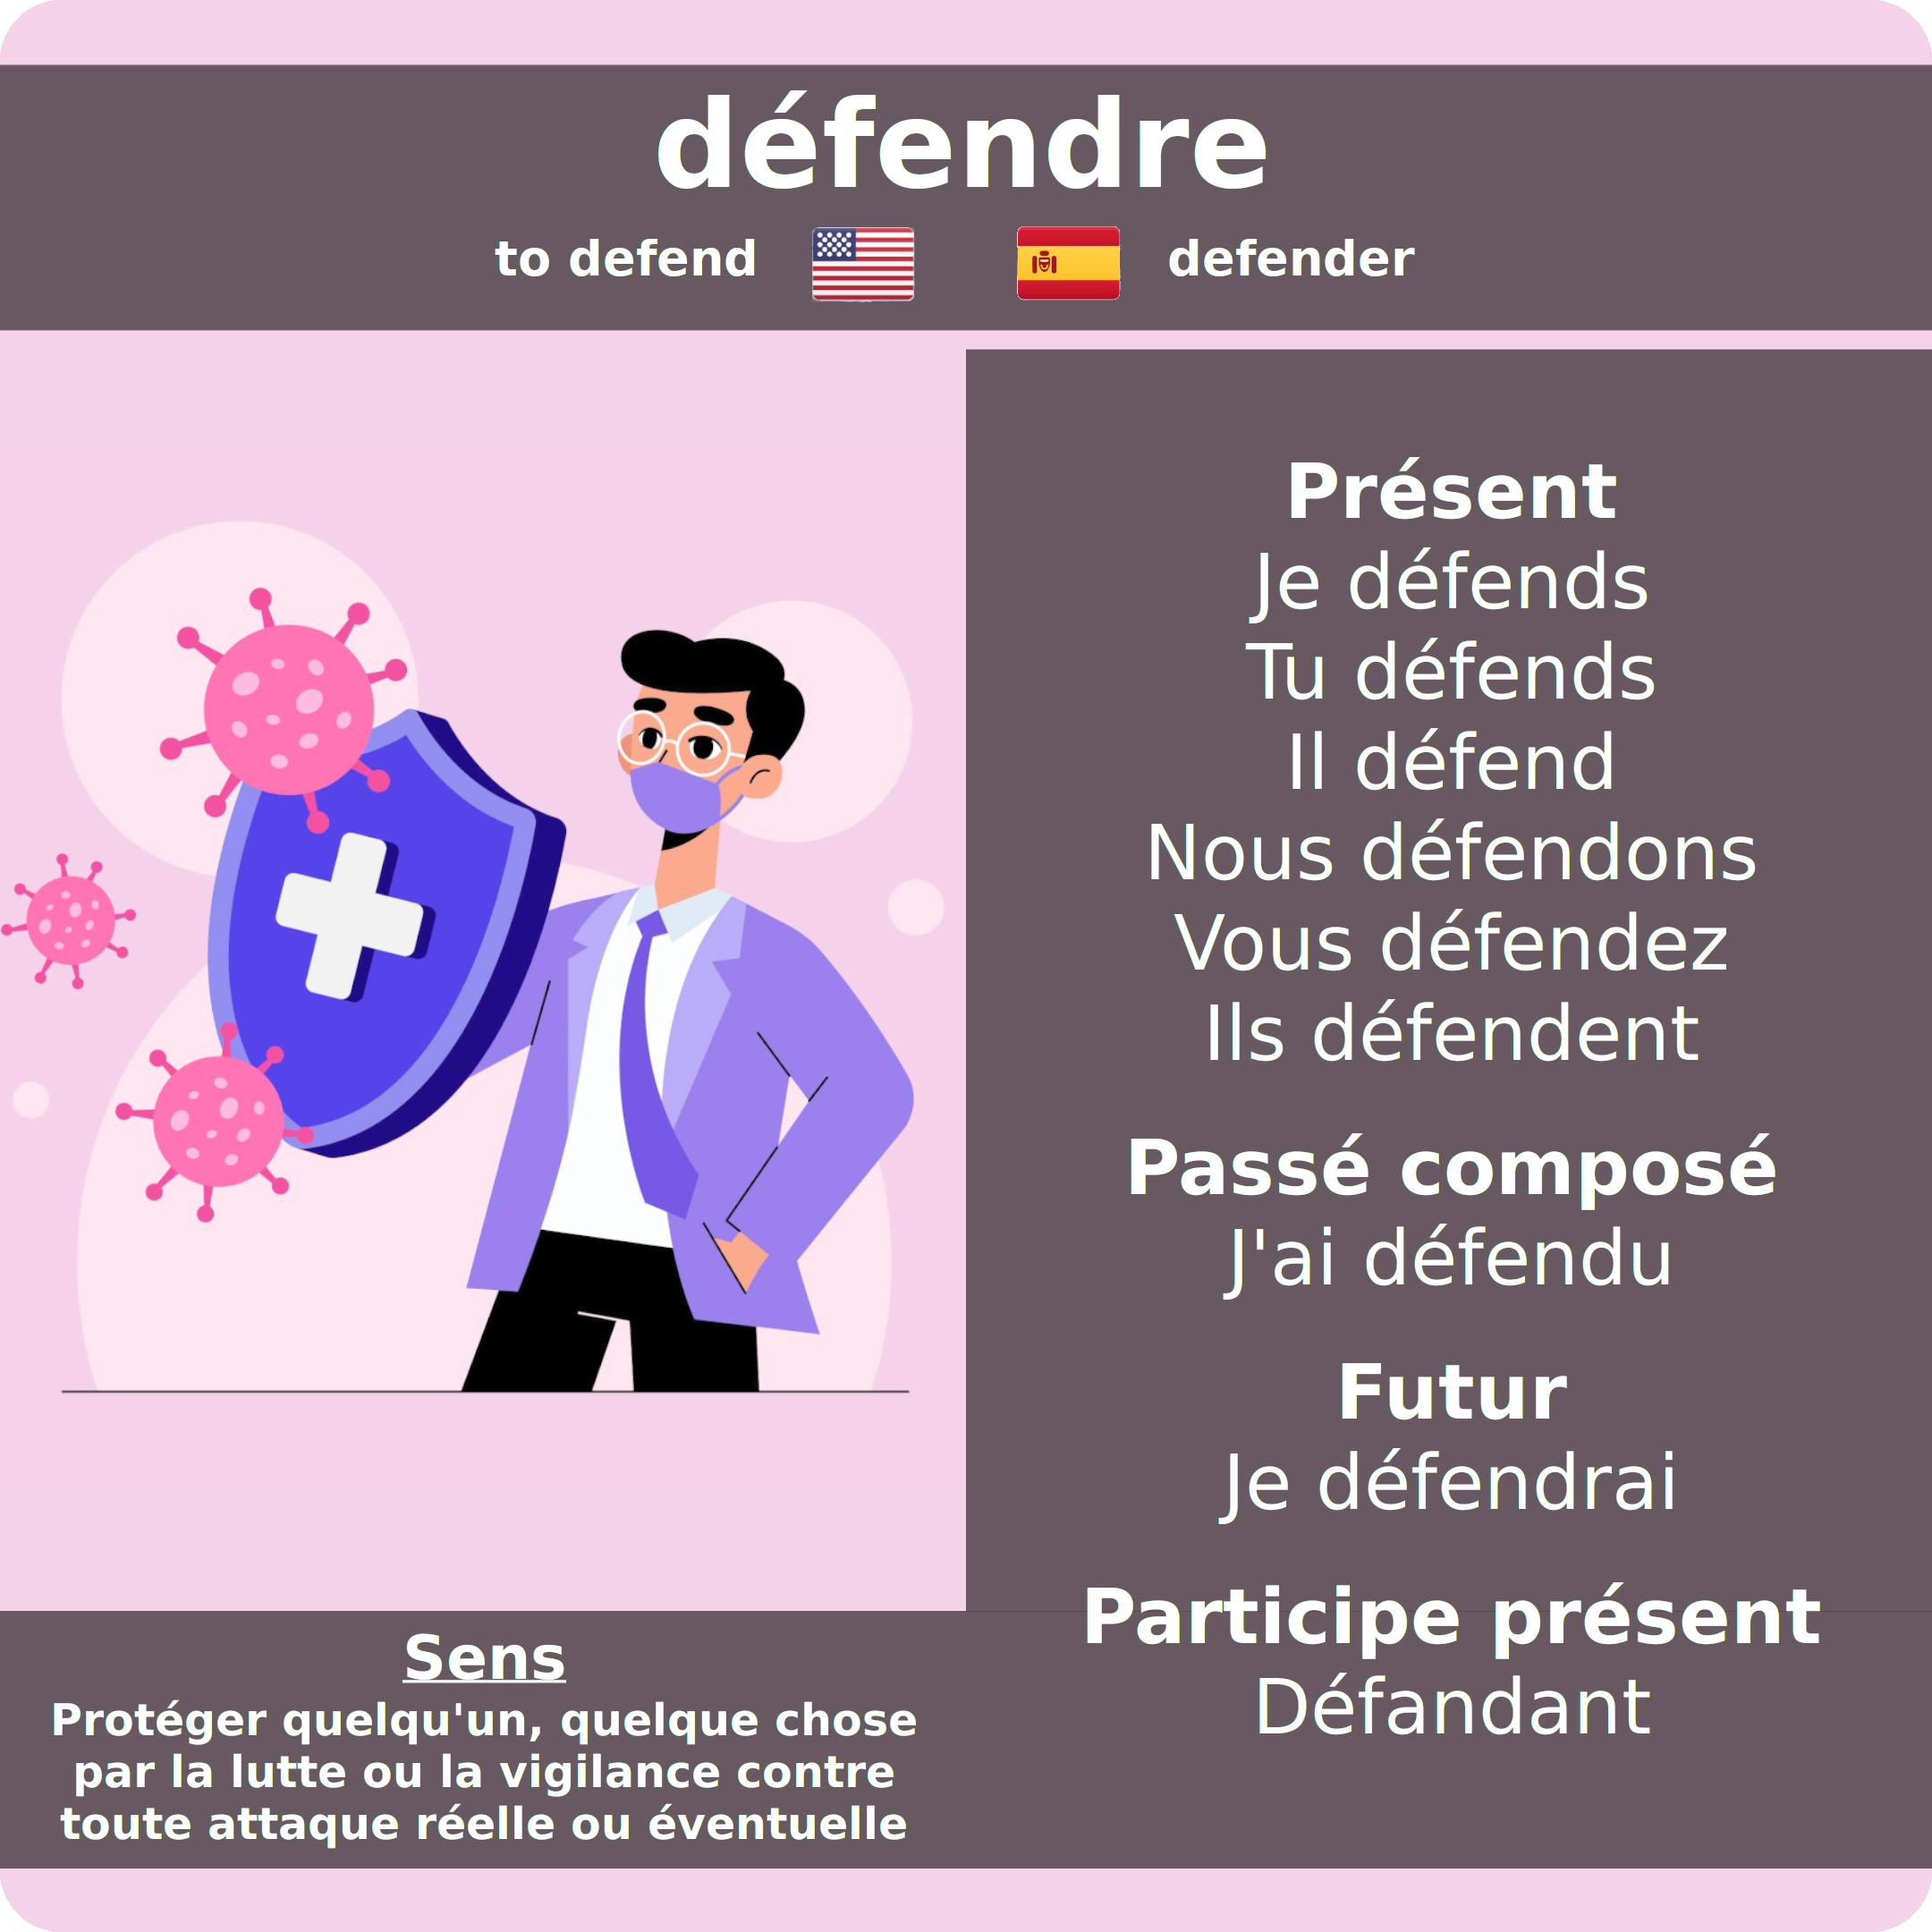 défendre
to defend
defender
Présent
Je défends
Tu défends
Il défend
Nous défendons
Vous défendez
Ils défendent
Passé composé
J'ai défendu
Futur
Je défendrai
Participe présent
Défandant
Sens
Protéger quelqu'un, quelque chose
par la lutte ou la vigilance contre
toute attaque réelle ou éventuelle